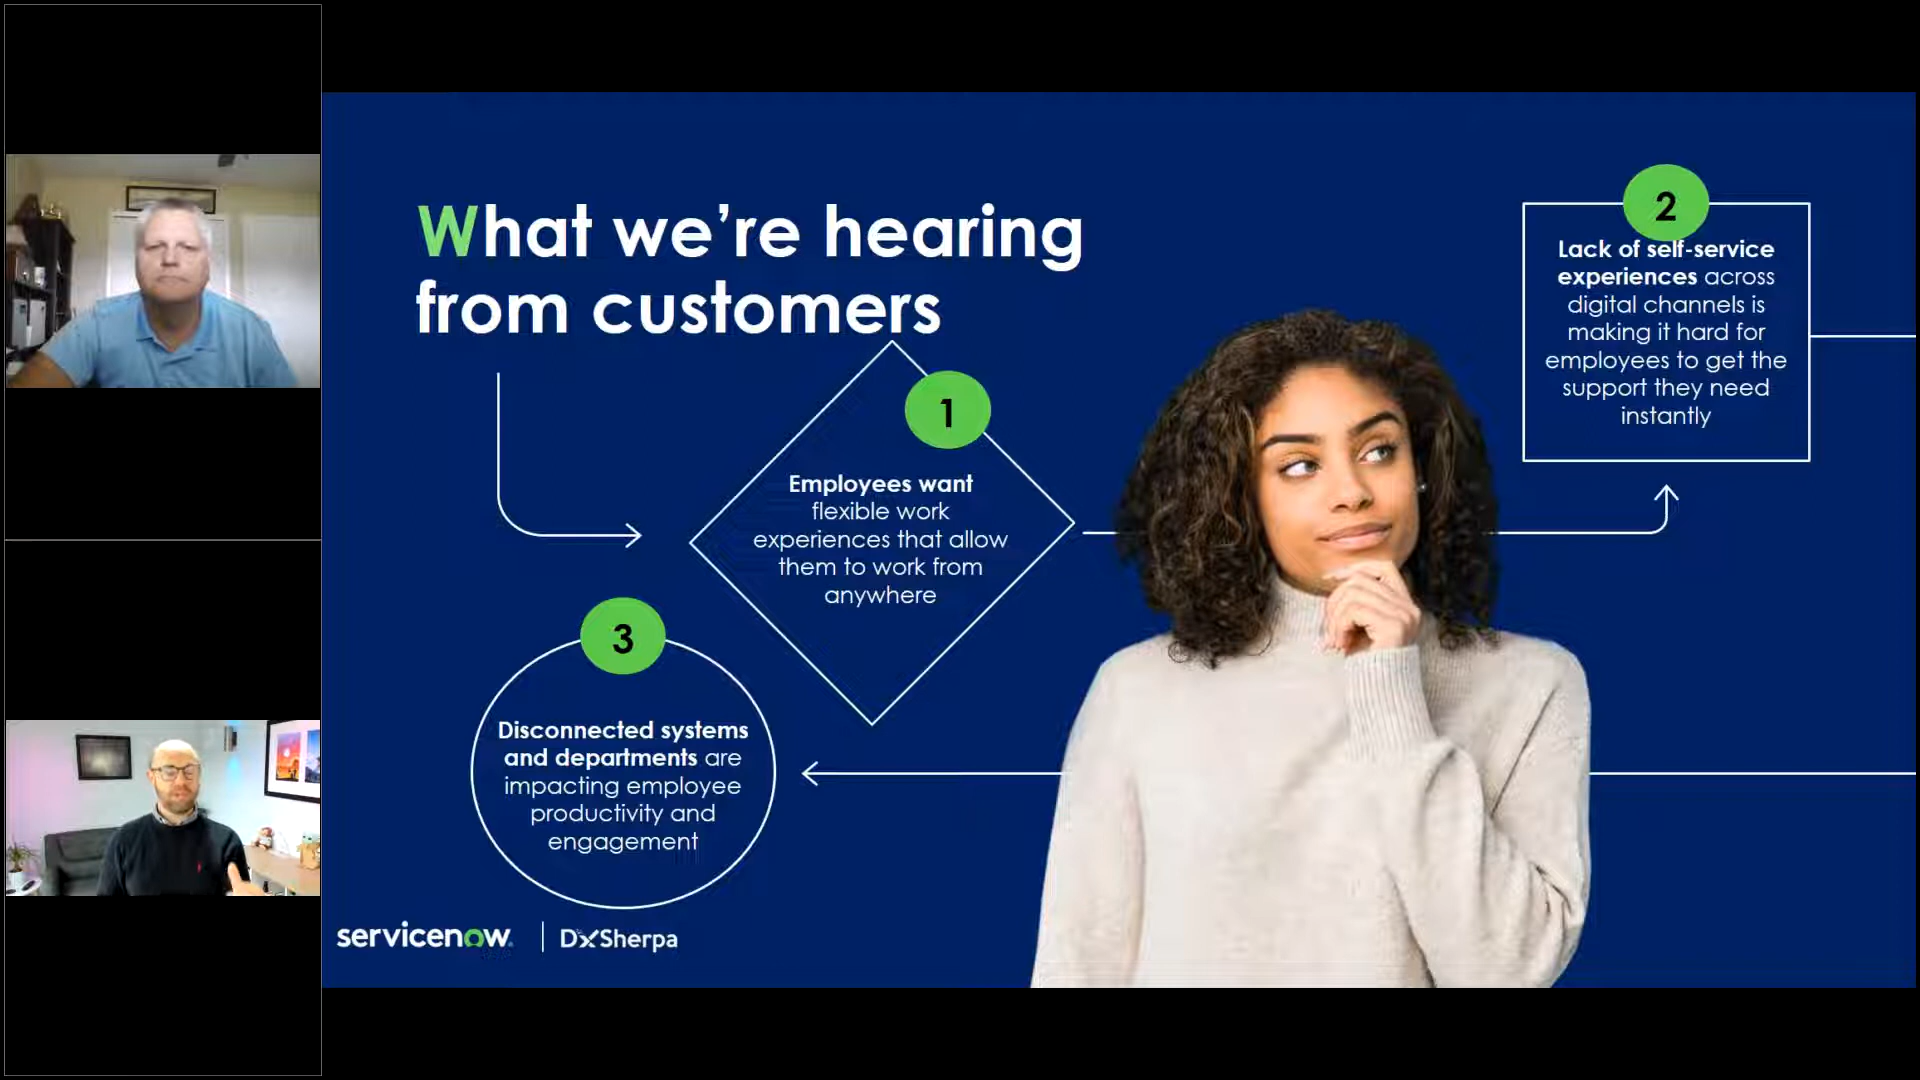 What we're hearing
from customers
1
Employees want
flexible work
experiences that allow
them to work from
anywhere
2
Lack of self-service
experiences across
digital channels is
making it hard for
employees to get the
support they need
instantly
3
Disconnected systems
and departments are
impacting employee
productivity and
engagement
servicenow.
DxSherpa